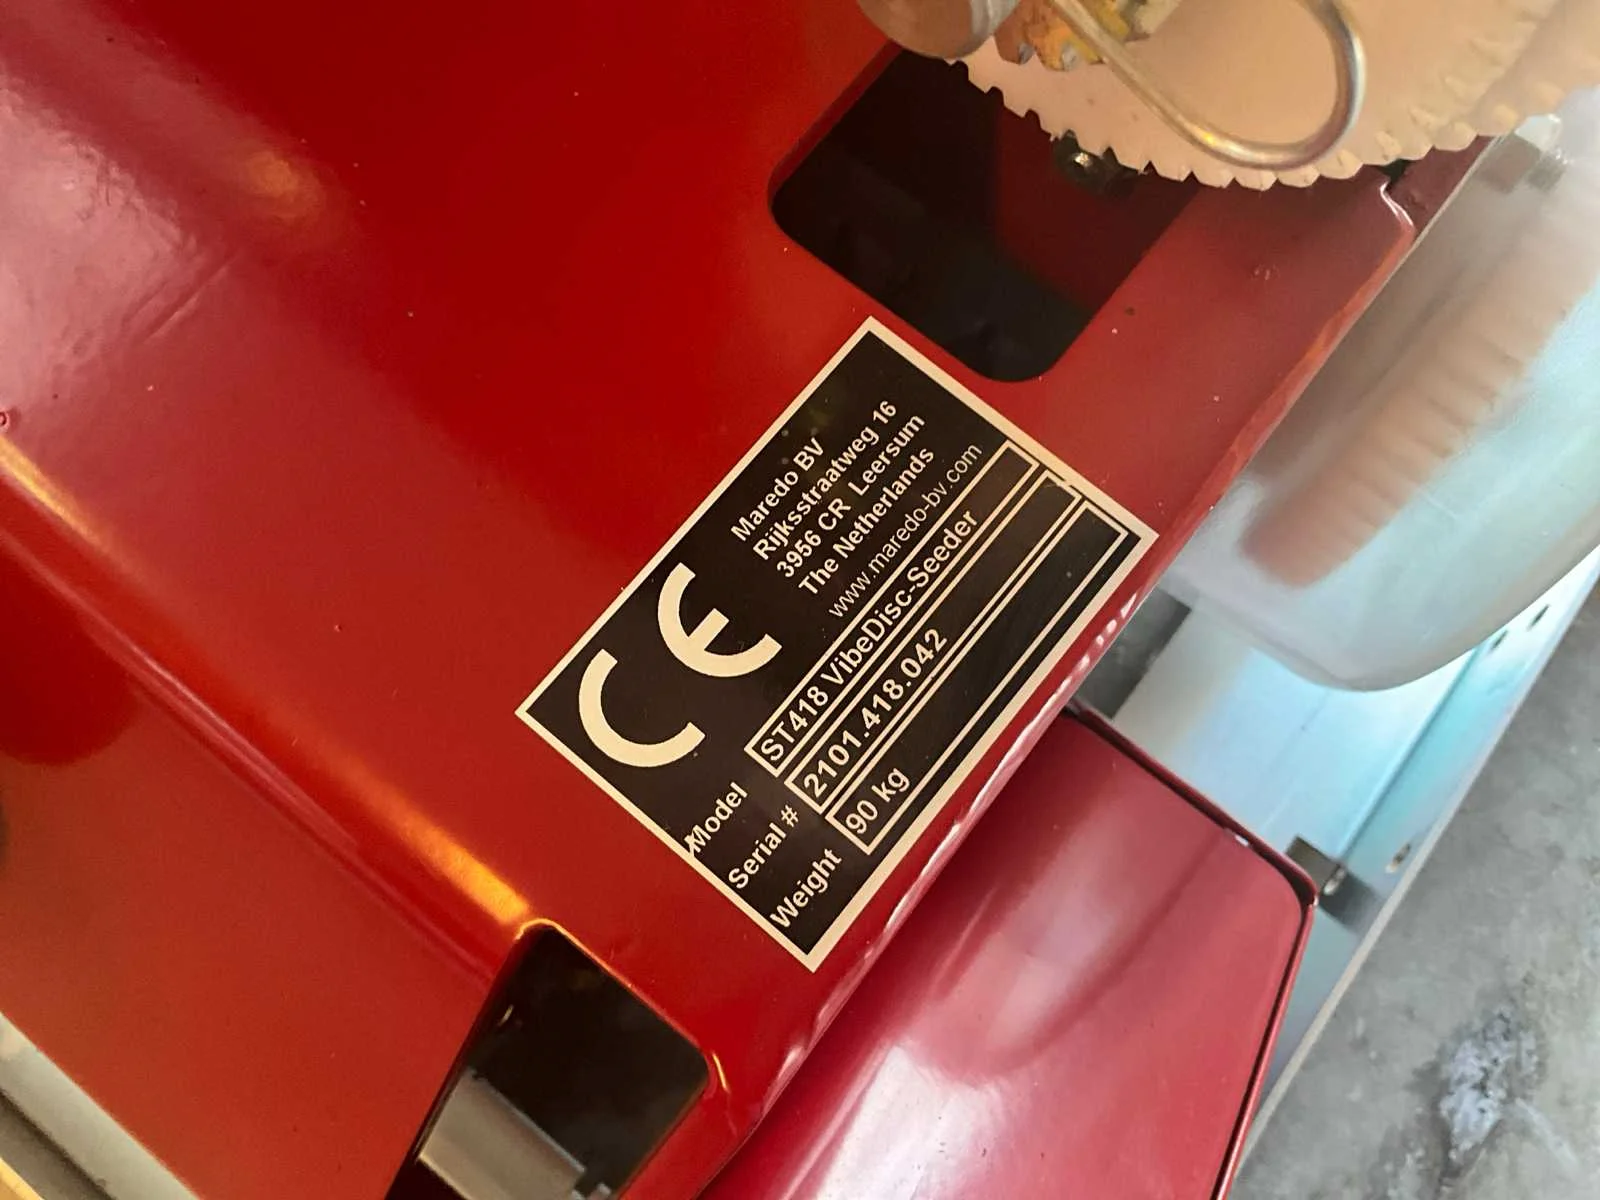 CE
Maredo BV
Rijksstraatweg 16
3956 CR Leersum
The Netherlands
www.maredo-bv.com
Model ST418 VibeDisc-Seeder
Serial # 2101.418.042
Weight 90 kg